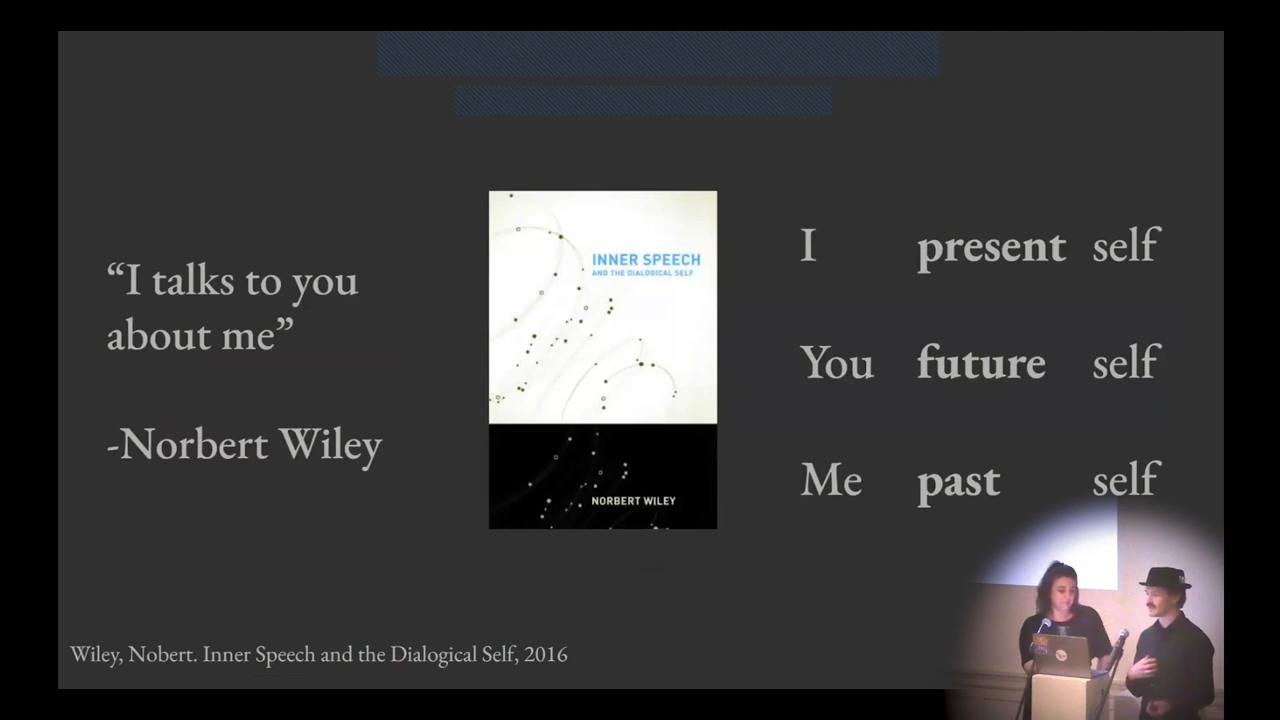 “I talks to you
about me”
-Norbert Wiley
INNER SPEECH
AND THE DIALOGICAL SELF
NORBERT WILEY
I present self
You future self
Me past self
Wiley, Nobert. Inner Speech and the Dialogical Self, 2016